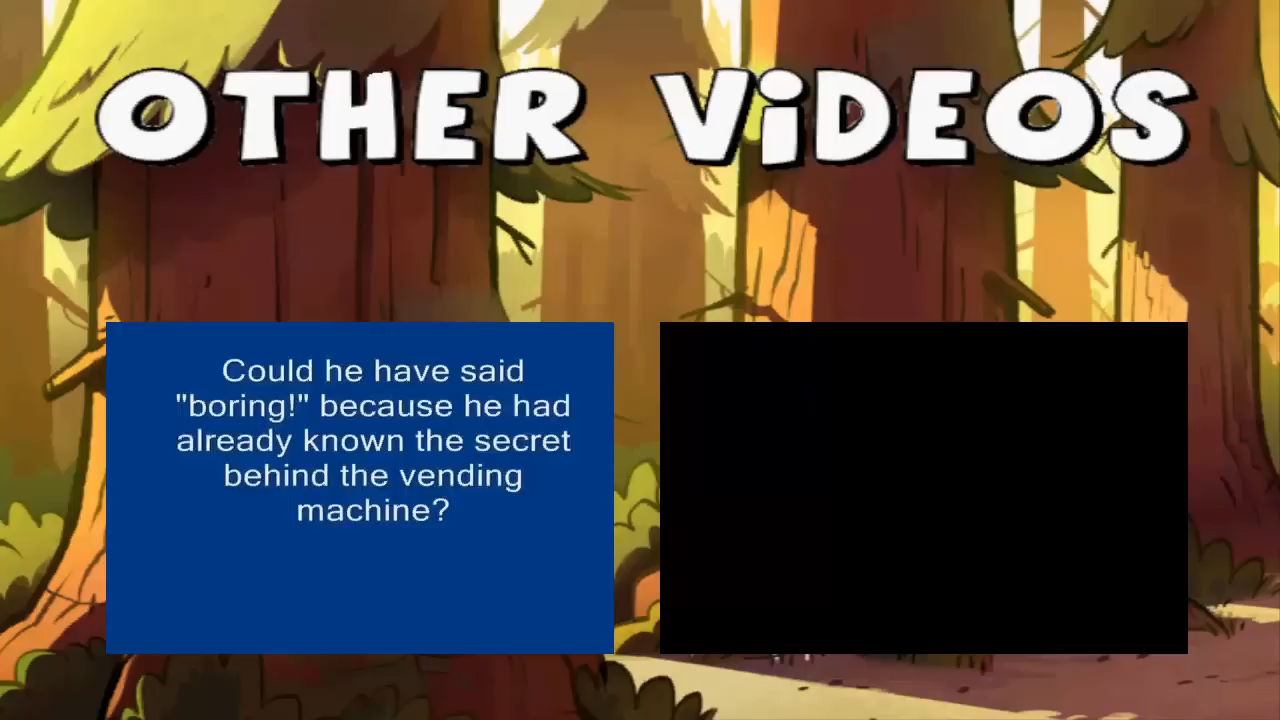 OTHER ViDEOS
Could he have said
"boring!" because he had
already known the secret
behind the vending
machine?